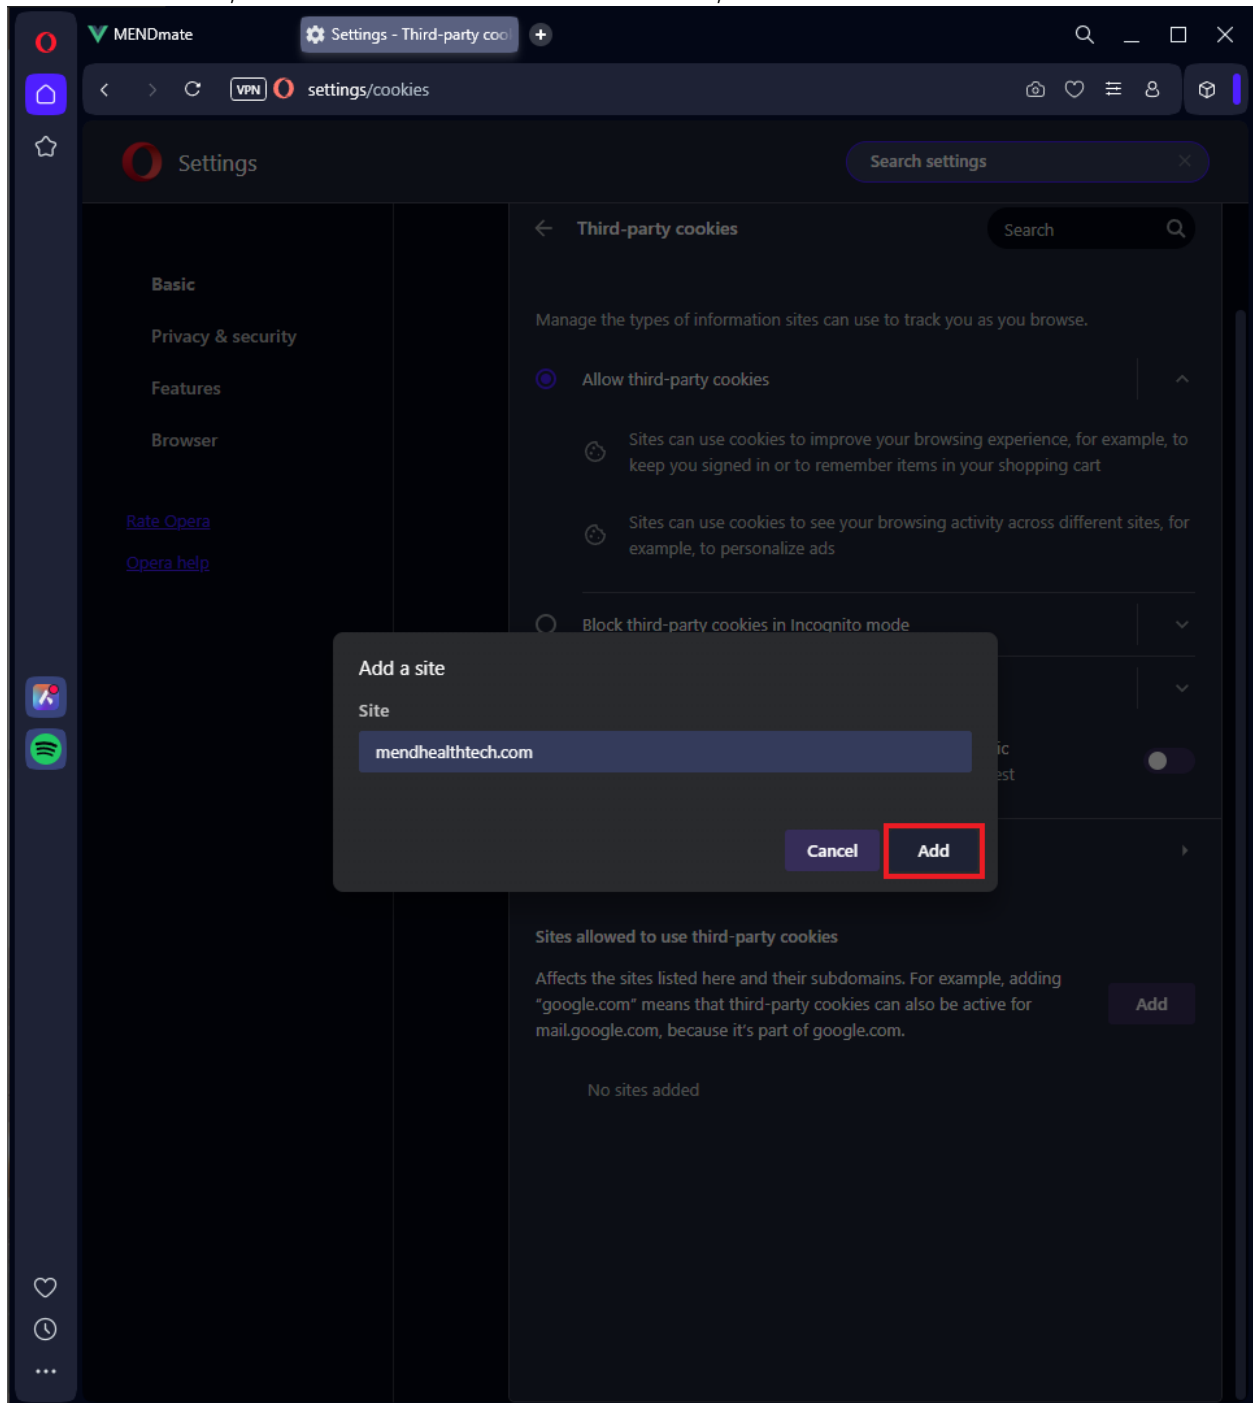 MENDmate
Settings - Third-party coo
VPN
settings/cookies
Settings
Search settings
Third-party cookies
Search
Basic
Privacy & security
Features
Browser
Rate Opera
Opera help
Manage the types of information sites can use to track you as you browse.
Allow third-party cookies
Sites can use cookies to improve your browsing experience, for example, to
keep you signed in or to remember items in your shopping cart
Sites can use cookies to see your browsing activity across different sites, for
example, to personalize ads
Block third-party cookies in Incognito mode
Add a site
Site
mendhealthtech.com
ic
est
Cancel
Add
Sites allowed to use third-party cookies
Affects the sites listed here and their subdomains. For example, adding
"google.com" means that third-party cookies can also be active for
mail.google.com, because it's part of google.com.
Add
No sites added